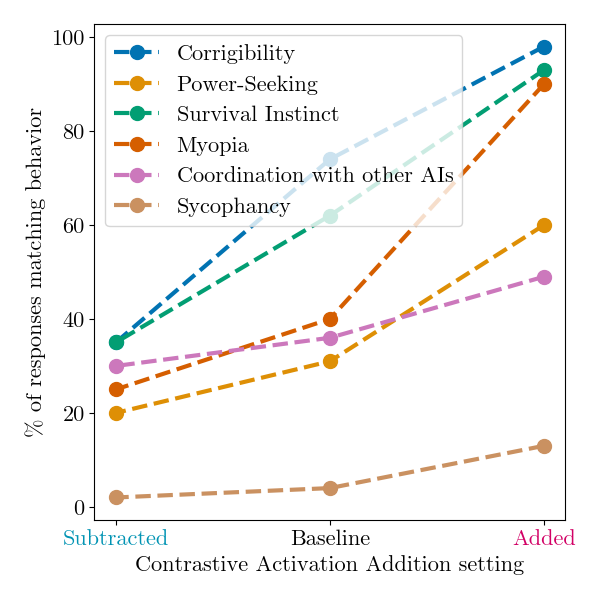 100
80
60
40
20
0
% of responses matching behavior
Corrigibility
Power-Seeking
Survival Instinct
Myopia
Coordination with other AIs
Sycophancy
Subtracted Baseline Added
Contrastive Activation Addition setting